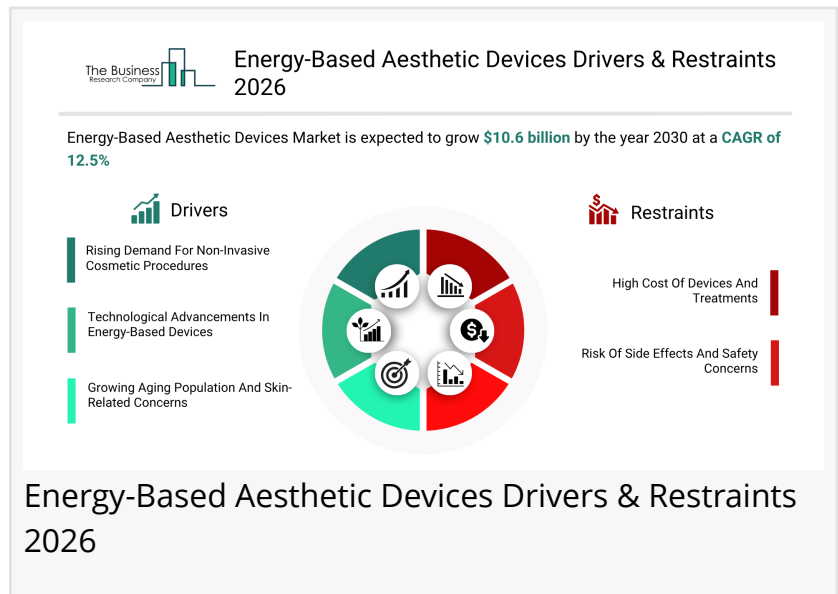 The Business
Research Company
Energy-Based Aesthetic Devices Drivers & Restraints
2026
Energy-Based Aesthetic Devices Market is expected to grow $10.6 billion by the year 2030 at a CAGR of
12.5%
Drivers
Rising Demand For Non-Invasive
Cosmetic Procedures
Technological Advancements In
Energy-Based Devices
Growing Aging Population And Skin-
Related Concerns
$
Restraints
High Cost Of Devices And
Treatments
Risk Of Side Effects And Safety
Concerns
$
Energy-Based Aesthetic Devices Drivers & Restraints
2026